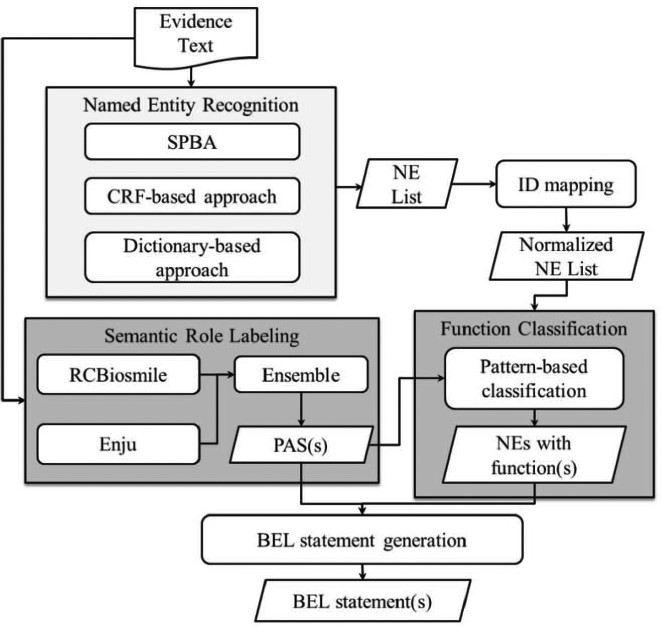 Evidence
Text
Named Entity Recognition
SPBA
CRF-based approach
Dictionary-based
approach
NE
List
ID mapping
Normalized
NE List
Semantic Role Labeling
RCBiosmile
Ensemble
Enju
PAS(s)
Function Classification
Pattern-based
classification
NEs with
function(s)
BEL statement generation
BEL statement(s)